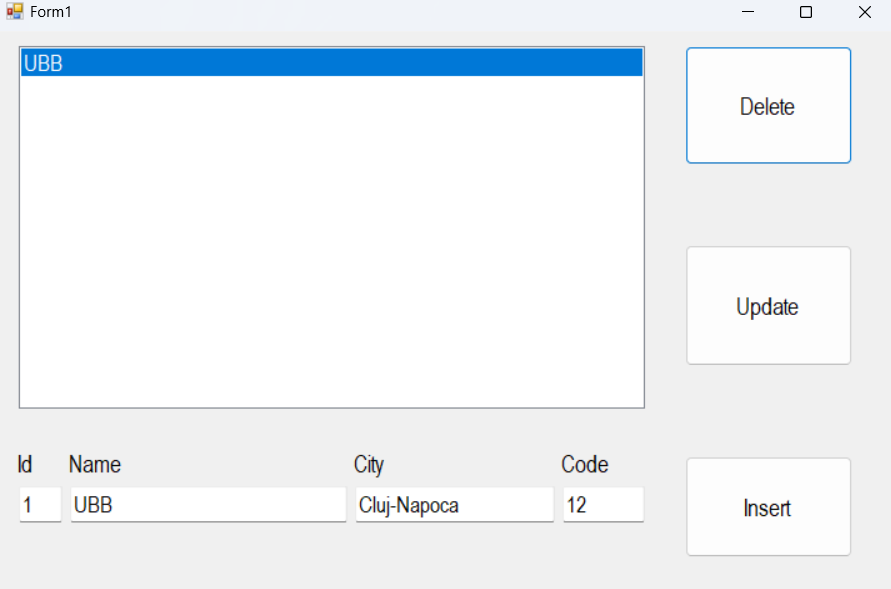 Form1
UBB
Delete
Update
Id Name City Code
1 UBB Cluj-Napoca 12
Insert